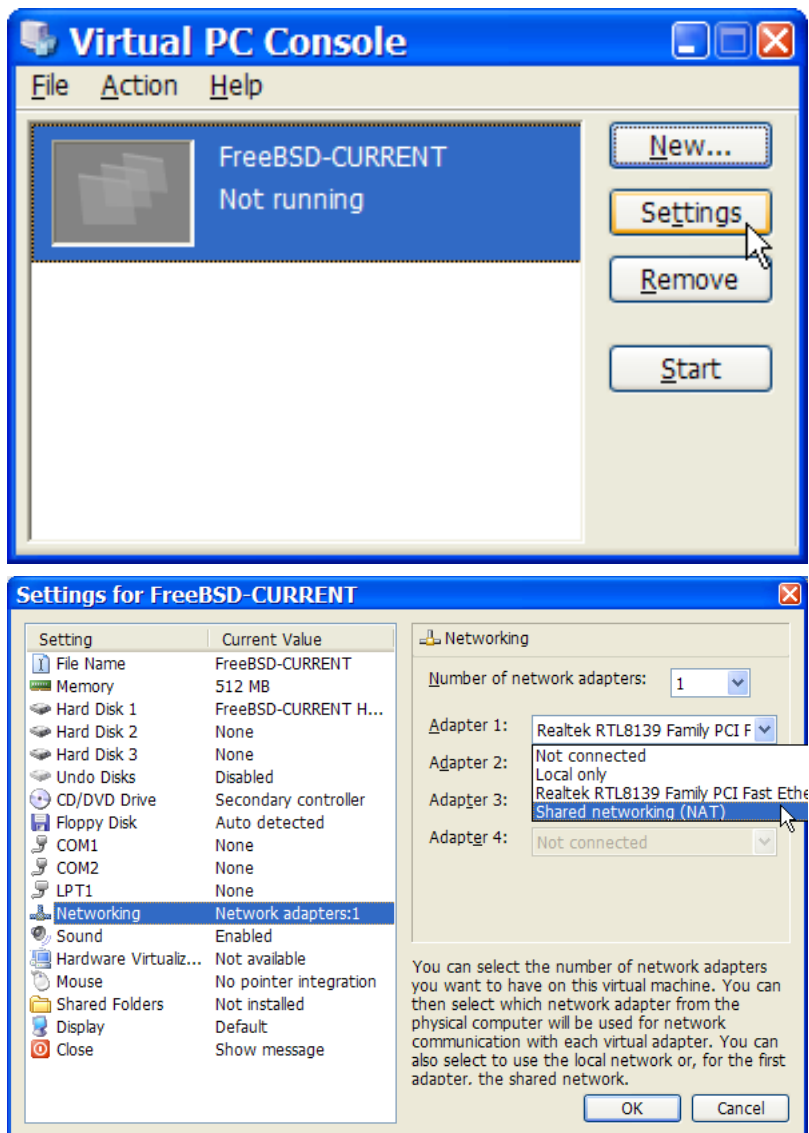 Virtual PC Console
File Action Help
FreeBSD-CURRENT
Not running
New...
Settings
Remove
Start
Settings for FreeBSD-CURRENT
Setting Current Value
File Name FreeBSD-CURRENT
Memory 512 MB
Hard Disk 1 FreeBSD-CURRENT H...
Hard Disk 2 None
Hard Disk 3 None
Undo Disks Disabled
CD/DVD Drive Secondary controller
Floppy Disk Auto detected
COM1 None
COM2 None
LPT1 None
Networking Network adapters:1
Sound Enabled
Hardware Virtualiz... Not available
Mouse No pointer integration
Shared Folders Not installed
Display Default
Close Show message
Networking
Number of network adapters: 1
Adapter 1: Realtek RTL8139 Family PCI F
Not connected
Adapter 2:
Local only
Realtek RTL8139 Family PCI Fast Ethe
Adapter 3:
Shared networking (NAT)
Adapter 4: Not connected
You can select the number of network adapters
you want to have on this virtual machine. You can
then select which network adapter from the
physical computer will be used for network
communication with each virtual adapter. You can
also select to use the local network or, for the first
adapter, the shared network.
OK Cancel